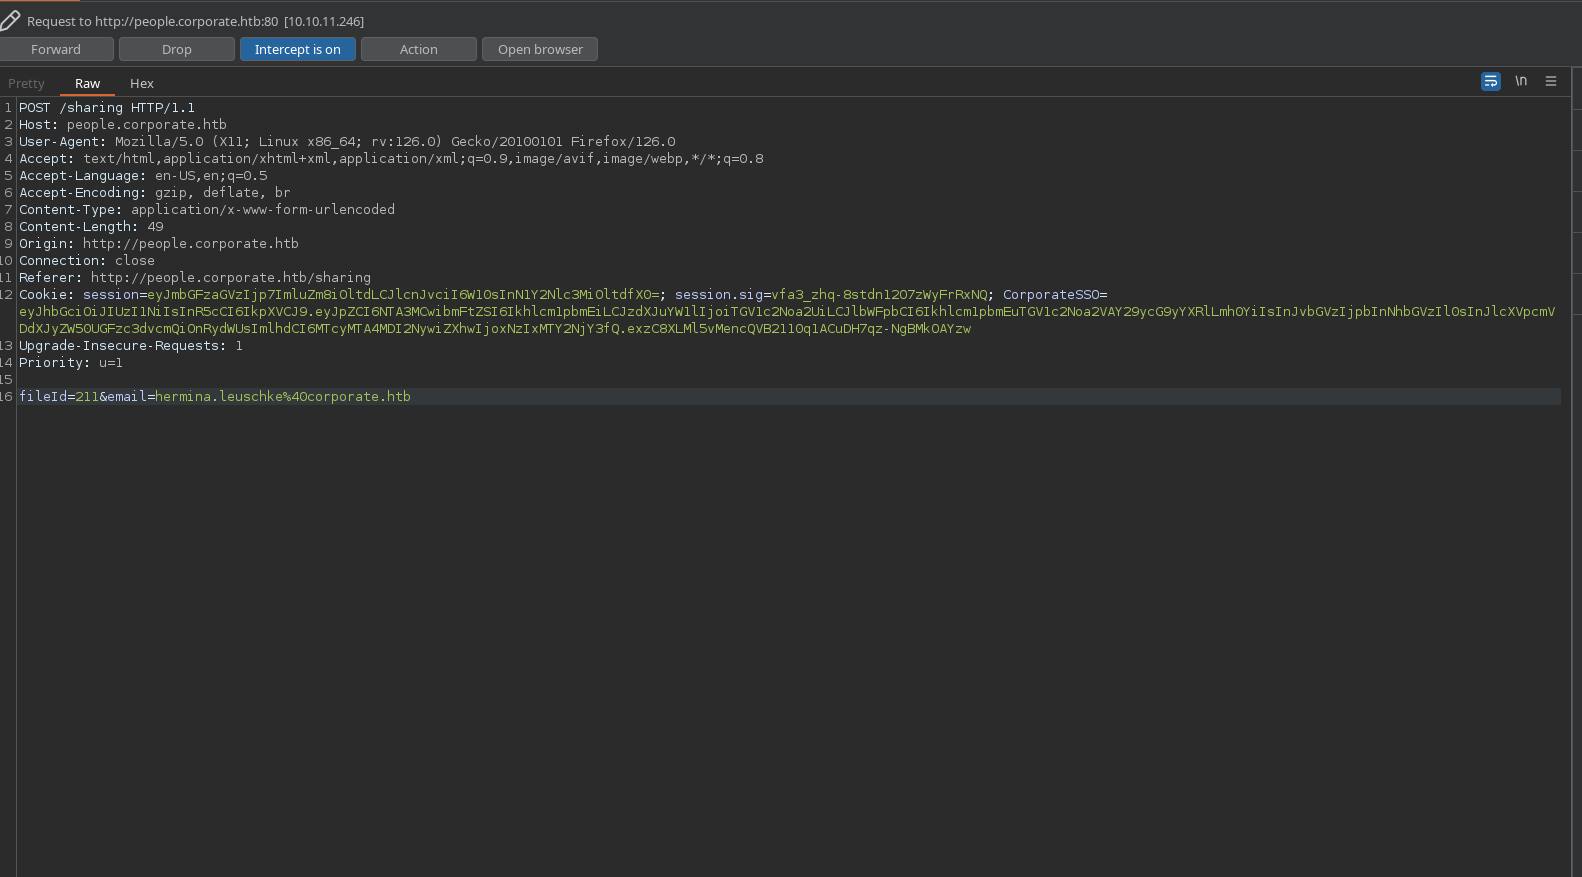 Request to http://people.corporate.htb:80 [10.10.11.246]
Forward Drop Intercept is on Action Open browser
Pretty Raw Hex \n
1 POST /sharing HTTP/1.1
2 Host: people.corporate.htb
3 User-Agent: Mozilla/5.0 (X11; Linux x86_64; rv:126.0) Gecko/20100101 Firefox/126.0
4 Accept: text/html,application/xhtml+xml,application/xml;q=0.9,image/avif,image/webp,*/*;q=0.8
5 Accept-Language: en-US,en;q=0.5
6 Accept-Encoding: gzip, deflate, br
7 Content-Type: application/x-www-form-urlencoded
8 Content-Length: 49
9 Origin: http://people.corporate.htb
10 Connection: close
11 Referer: http://people.corporate.htb/sharing
12 Cookie: session=eyJmbGFzaGVzIjp7ImluZm8iOltdLCJlcnJvciI6W10sInN1Y2Nlc3MiOltdfX0=; session.sig=vfa3_zhq-8stdn12O7zWyFrRxNQ; CorporateSSO=
eyJhbGciOiJIUzI1NiIsInR5cCI6IkpXVCJ9.eyJpZCI6NTA3MCwibmFtZSI6Ikhlcm1pbmEiLCJzdXJuYW1lIjoiTGV1c2Noa2UiLCJlbWFpbCI6Ikhlcm1pbmEuTGV1c2Noa2VAY29ycG9yYXRlLmh0YiIsInJvbGVzIjpbInNhbGVzIl0sInJlcXVpcmV
DdXJyZW50UGFzc3dvcmQiOnRydWUsImlhdCI6MTcyMTA4MDI2NywiZXhwIjoxNzIxMTY2NjY3fQ.exzC8XLMl5vMencQVB2110q1ACuDH7qz-NgBMkOAYzw
13 Upgrade-Insecure-Requests: 1
14 Priority: u=1
15
16 fileId=211&email=hermina.leuschke%40corporate.htb